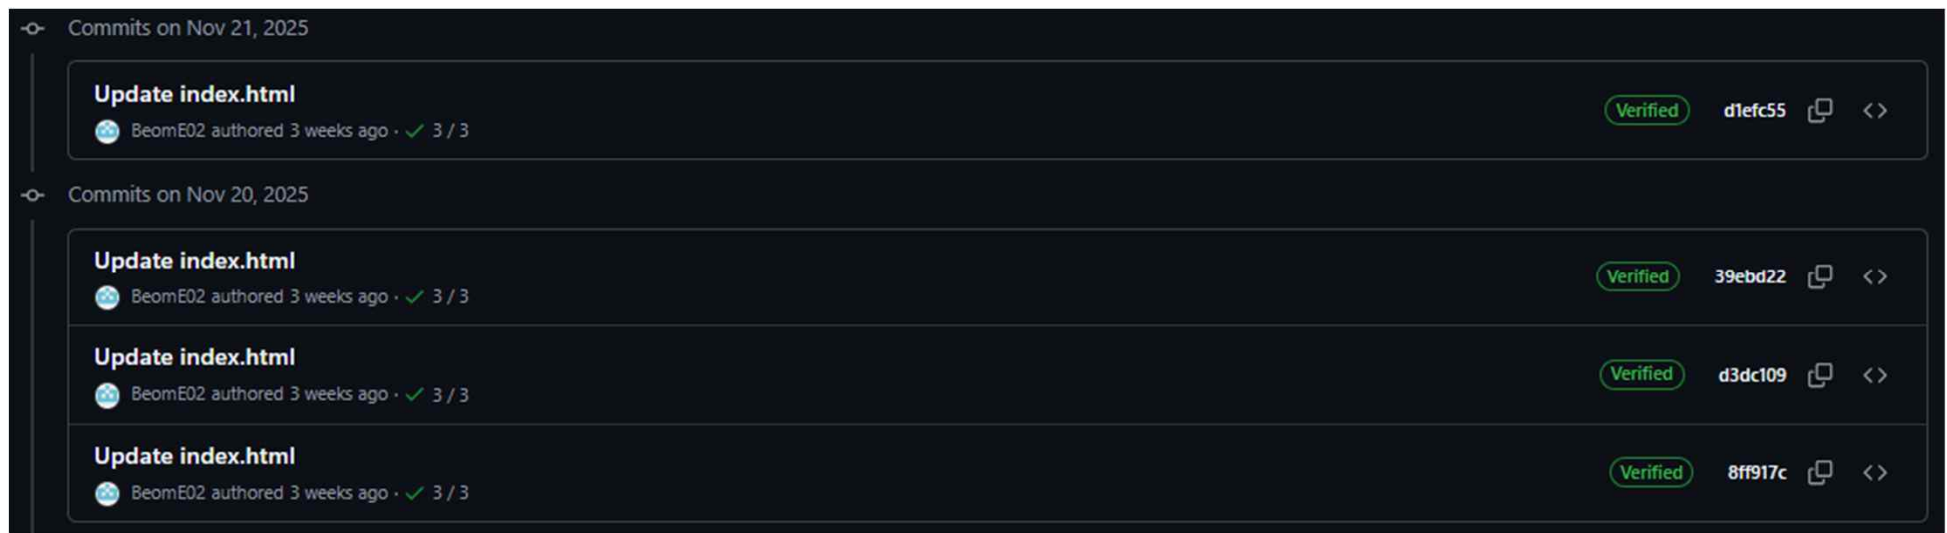 Commits on Nov 21, 2025
Update index.html
BeomE02 authored 3 weeks ago · ✓ 3 / 3
Verified d1efc55 <>
Commits on Nov 20, 2025
Update index.html
BeomE02 authored 3 weeks ago · ✓ 3 / 3
Verified 39ebd22 <>
Update index.html
BeomE02 authored 3 weeks ago · ✓ 3 / 3
Verified d3dc109 <>
Update index.html
BeomE02 authored 3 weeks ago · ✓ 3 / 3
Verified 8ff917c <>